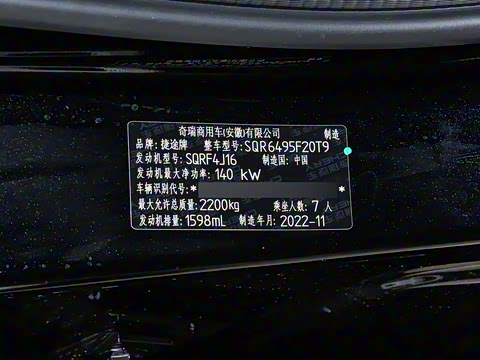 奇瑞商用车(安徽)有限公司 制造
品牌: 捷途牌 整车型号: SQR6495F20T9
发动机型号: SQRF4J16 制造国: 中国
发动机最大净功率: 140 kW
车辆识别代号: * *
最大允许总质量: 2200kg 乘坐人数: 7 人
发动机排量: 1598mL 制造年月: 2022-11